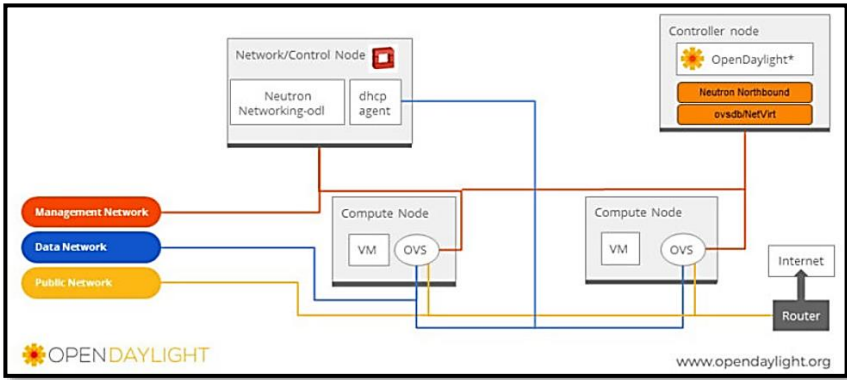 Network/Control Node
Neutron
Networking-odl
dhcp
agent
Controller node
OpenDaylight*
Neutron Northbound
ovsdb/NetVirt
Management Network
Data Network
Public Network
Compute Node
VM
OVS
Compute Node
VM
OVS
Internet
Router
OPENDAYLIGHT
www.opendaylight.org